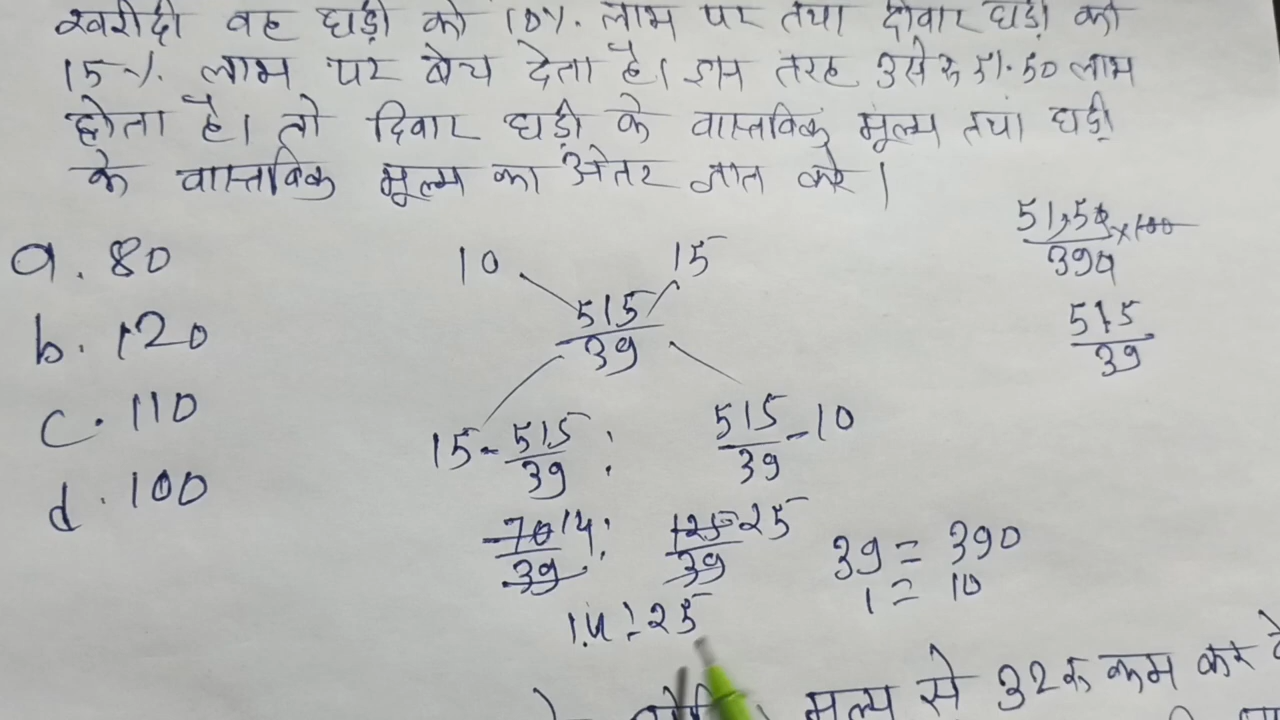 खरीदी वह घड़ी को 10% लाभ पर तथा दीवार घड़ी को
15% लाभ पर बेच देता है। इस तरह उसे रु 51.50 लाभ
होता है। तो दिवार घड़ी के वास्तविक मूल्य तथा घड़ी
के वास्तविक मूल्य का अंतर ज्ञात करे।
a. 80
b. 120
c. 110
d. 100
10 15
515/39
15 - 515/39 : 515/39 - 10
70/39 14 : 125/39 25
14 : 25
39 = 390
1 = 10
51.50/390 ×100
515/39
मूल्य से 32 रु कम कर दे